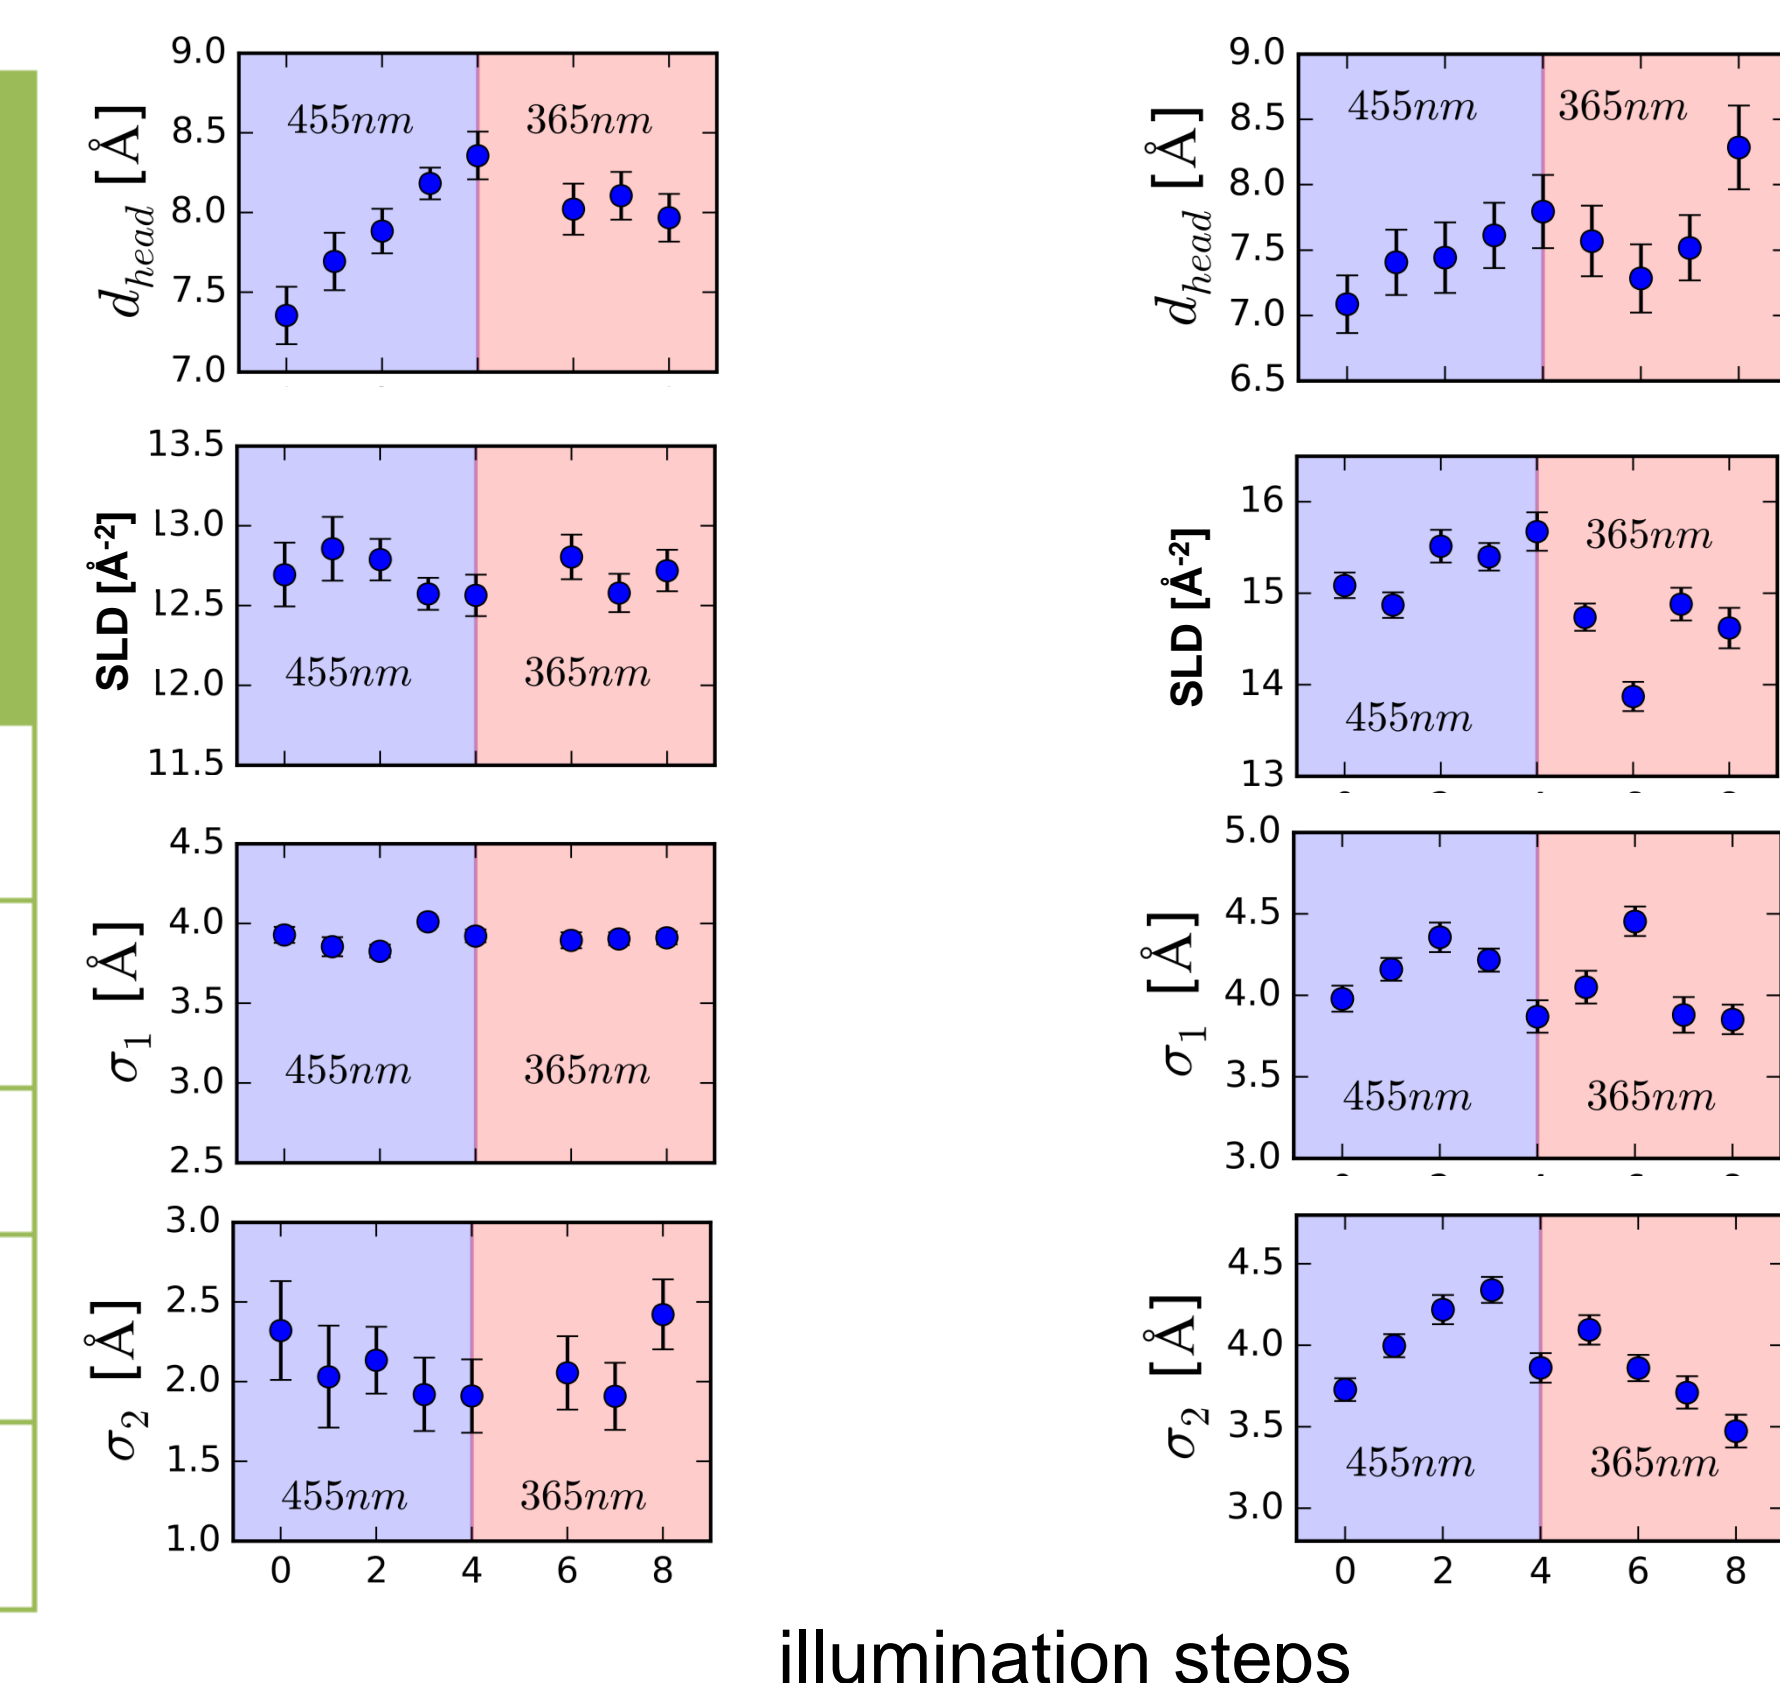 9.0
8.5
8.0
7.5
7.0
d_head [Å]
455nm
365nm
9.0
8.5
8.0
7.5
7.0
6.5
d_head [Å]
455nm
365nm
13.5
13.0
12.5
12.0
11.5
SLD [Å-2]
455nm
365nm
16
15
14
13
SLD [Å-2]
365nm
455nm
4.5
4.0
3.5
3.0
2.5
σ1 [Å]
455nm
365nm
5.0
4.5
4.0
3.5
3.0
σ1 [Å]
455nm
365nm
3.0
2.5
2.0
1.5
1.0
σ2 [Å]
455nm
365nm
0 2 4 6 8
4.5
4.0
3.5
3.0
σ2 [Å]
455nm
365nm
0 2 4 6 8
illumination steps